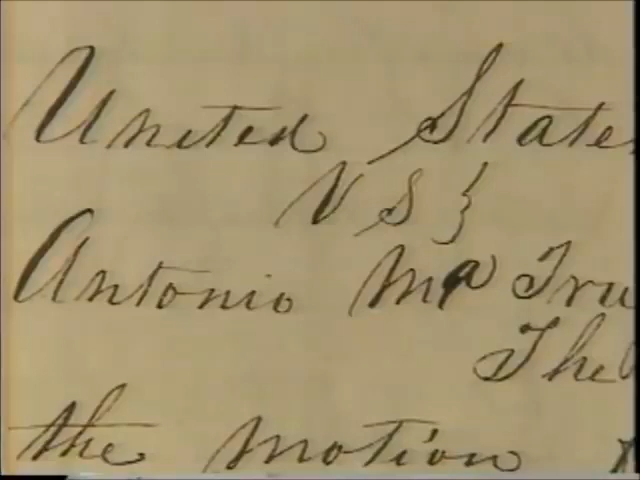 United State
VS }
Antonio Ma Tru
The
the motion